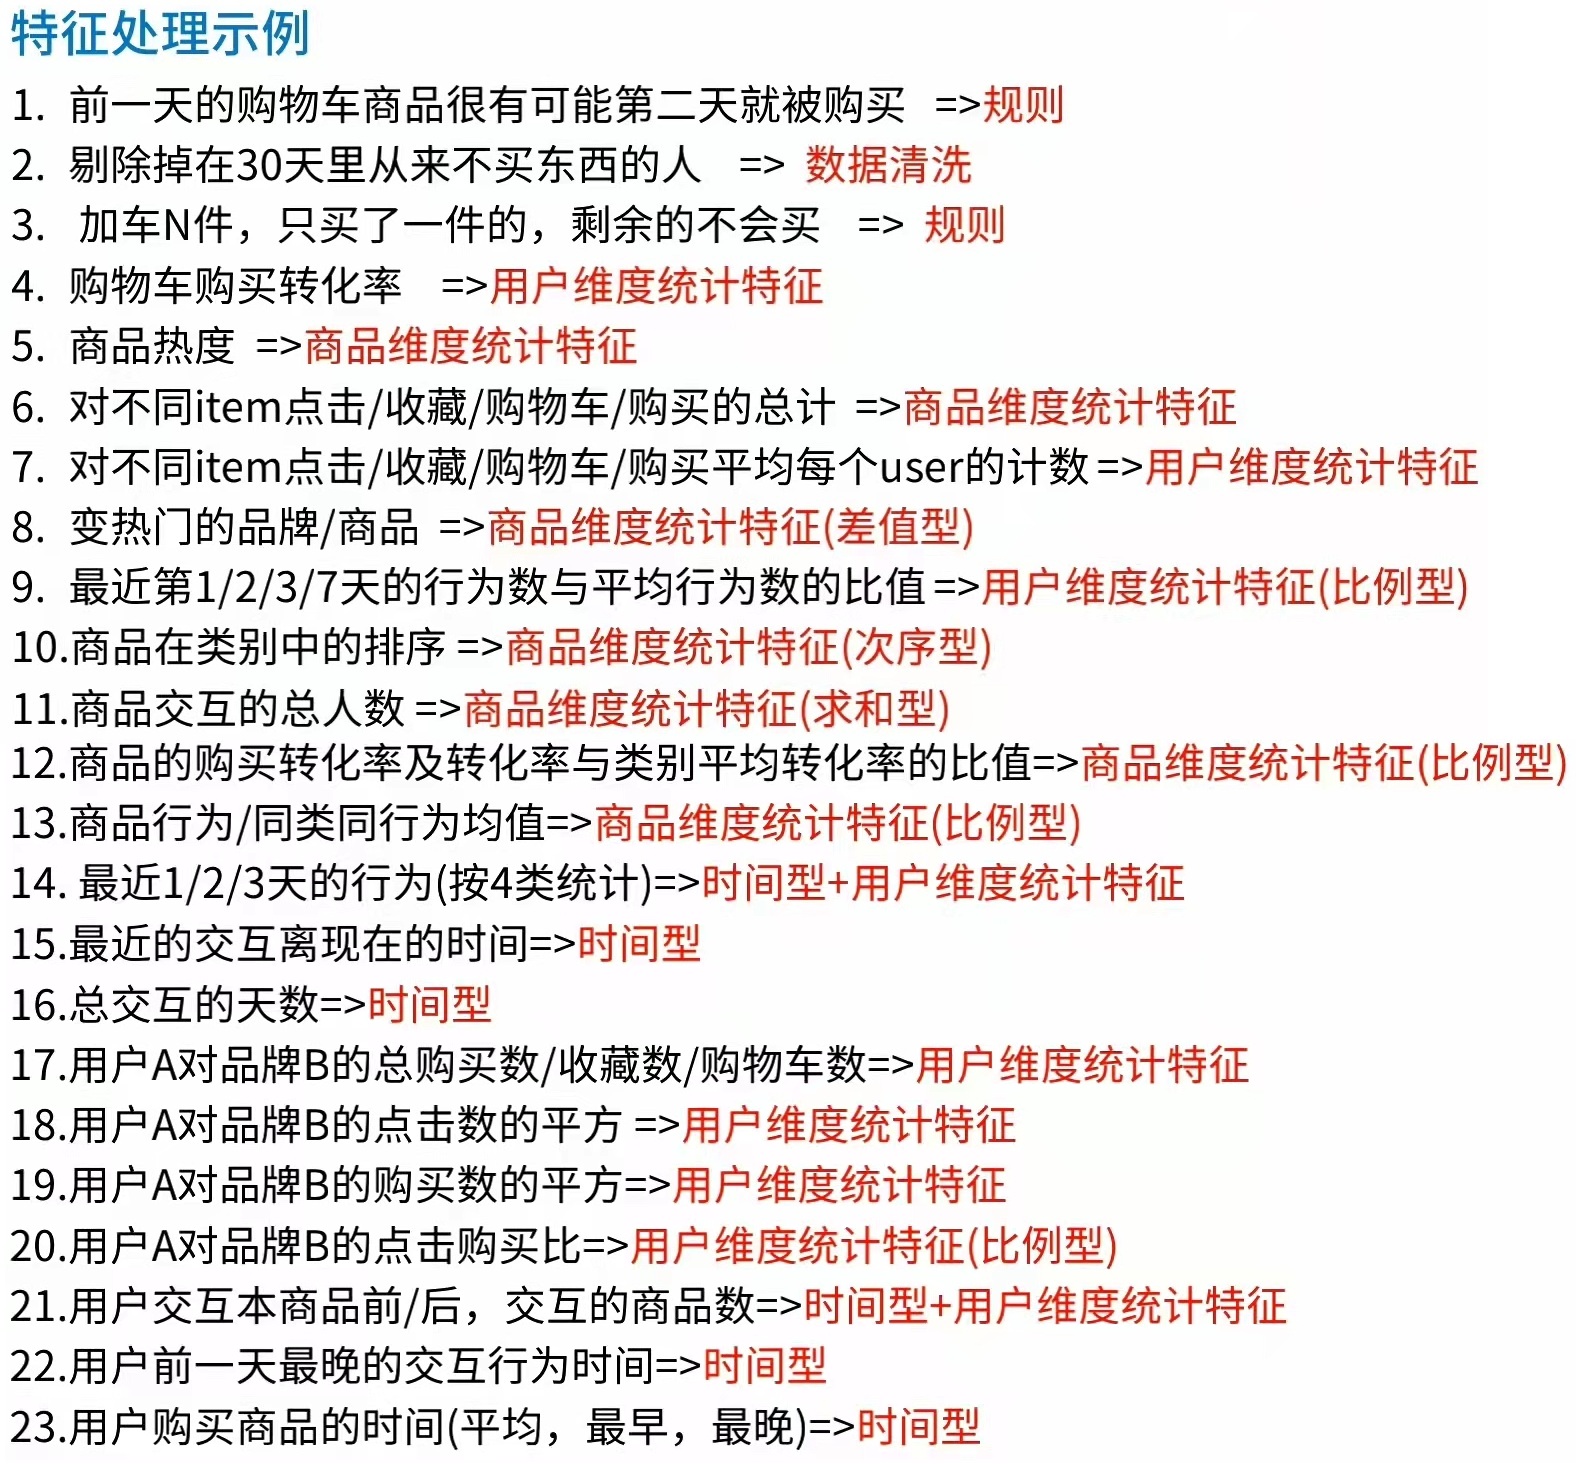 特征处理示例
1. 前一天的购物车商品很有可能第二天就被购买 =>规则
2. 剔除掉在30天里从来不买东西的人 => 数据清洗
3. 加车N件，只买了一件的，剩余的不会买 => 规则
4. 购物车购买转化率 =>用户维度统计特征
5. 商品热度 =>商品维度统计特征
6. 对不同item点击/收藏/购物车/购买的总计 =>商品维度统计特征
7. 对不同item点击/收藏/购物车/购买平均每个user的计数 =>用户维度统计特征
8. 变热门的品牌/商品 =>商品维度统计特征(差值型)
9. 最近第1/2/3/7天的行为数与平均行为数的比值 =>用户维度统计特征(比例型)
10.商品在类别中的排序 =>商品维度统计特征(次序型)
11.商品交互的总人数 =>商品维度统计特征(求和型)
12.商品的购买转化率及转化率与类别平均转化率的比值=>商品维度统计特征(比例型)
13.商品行为/同类同行为均值=>商品维度统计特征(比例型)
14. 最近1/2/3天的行为(按4类统计)=>时间型+用户维度统计特征
15.最近的交互离现在的时间=>时间型
16.总交互的天数=>时间型
17.用户A对品牌B的总购买数/收藏数/购物车数=>用户维度统计特征
18.用户A对品牌B的点击数的平方 =>用户维度统计特征
19.用户A对品牌B的购买数的平方=>用户维度统计特征
20.用户A对品牌B的点击购买比=>用户维度统计特征(比例型)
21.用户交互本商品前/后，交互的商品数=>时间型+用户维度统计特征
22.用户前一天最晚的交互行为时间=>时间型
23.用户购买商品的时间(平均，最早，最晚)=>时间型